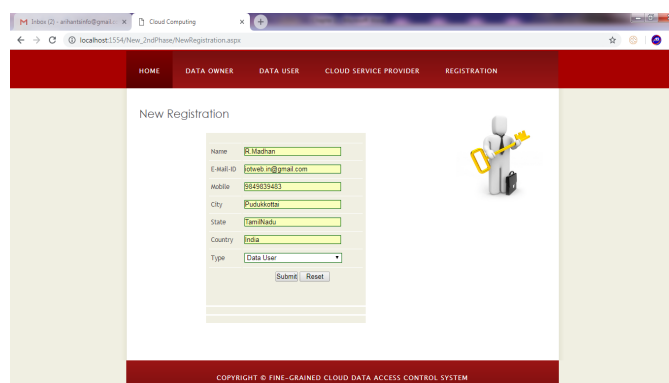 Inbox (2) - arihantsinfo@gmail.c
Cloud Computing
localhost:1554/New_2ndPhase/NewRegistration.aspx
HOME DATA OWNER DATA USER CLOUD SERVICE PROVIDER REGISTRATION
New Registration
Name R.Madhan
E-Mail-ID iotweb.in@gmail.com
Mobile 9849839483
City Pudukkottai
State TamilNadu
Country India
Type Data User
Submit Reset
COPYRIGHT © FINE-GRAINED CLOUD DATA ACCESS CONTROL SYSTEM